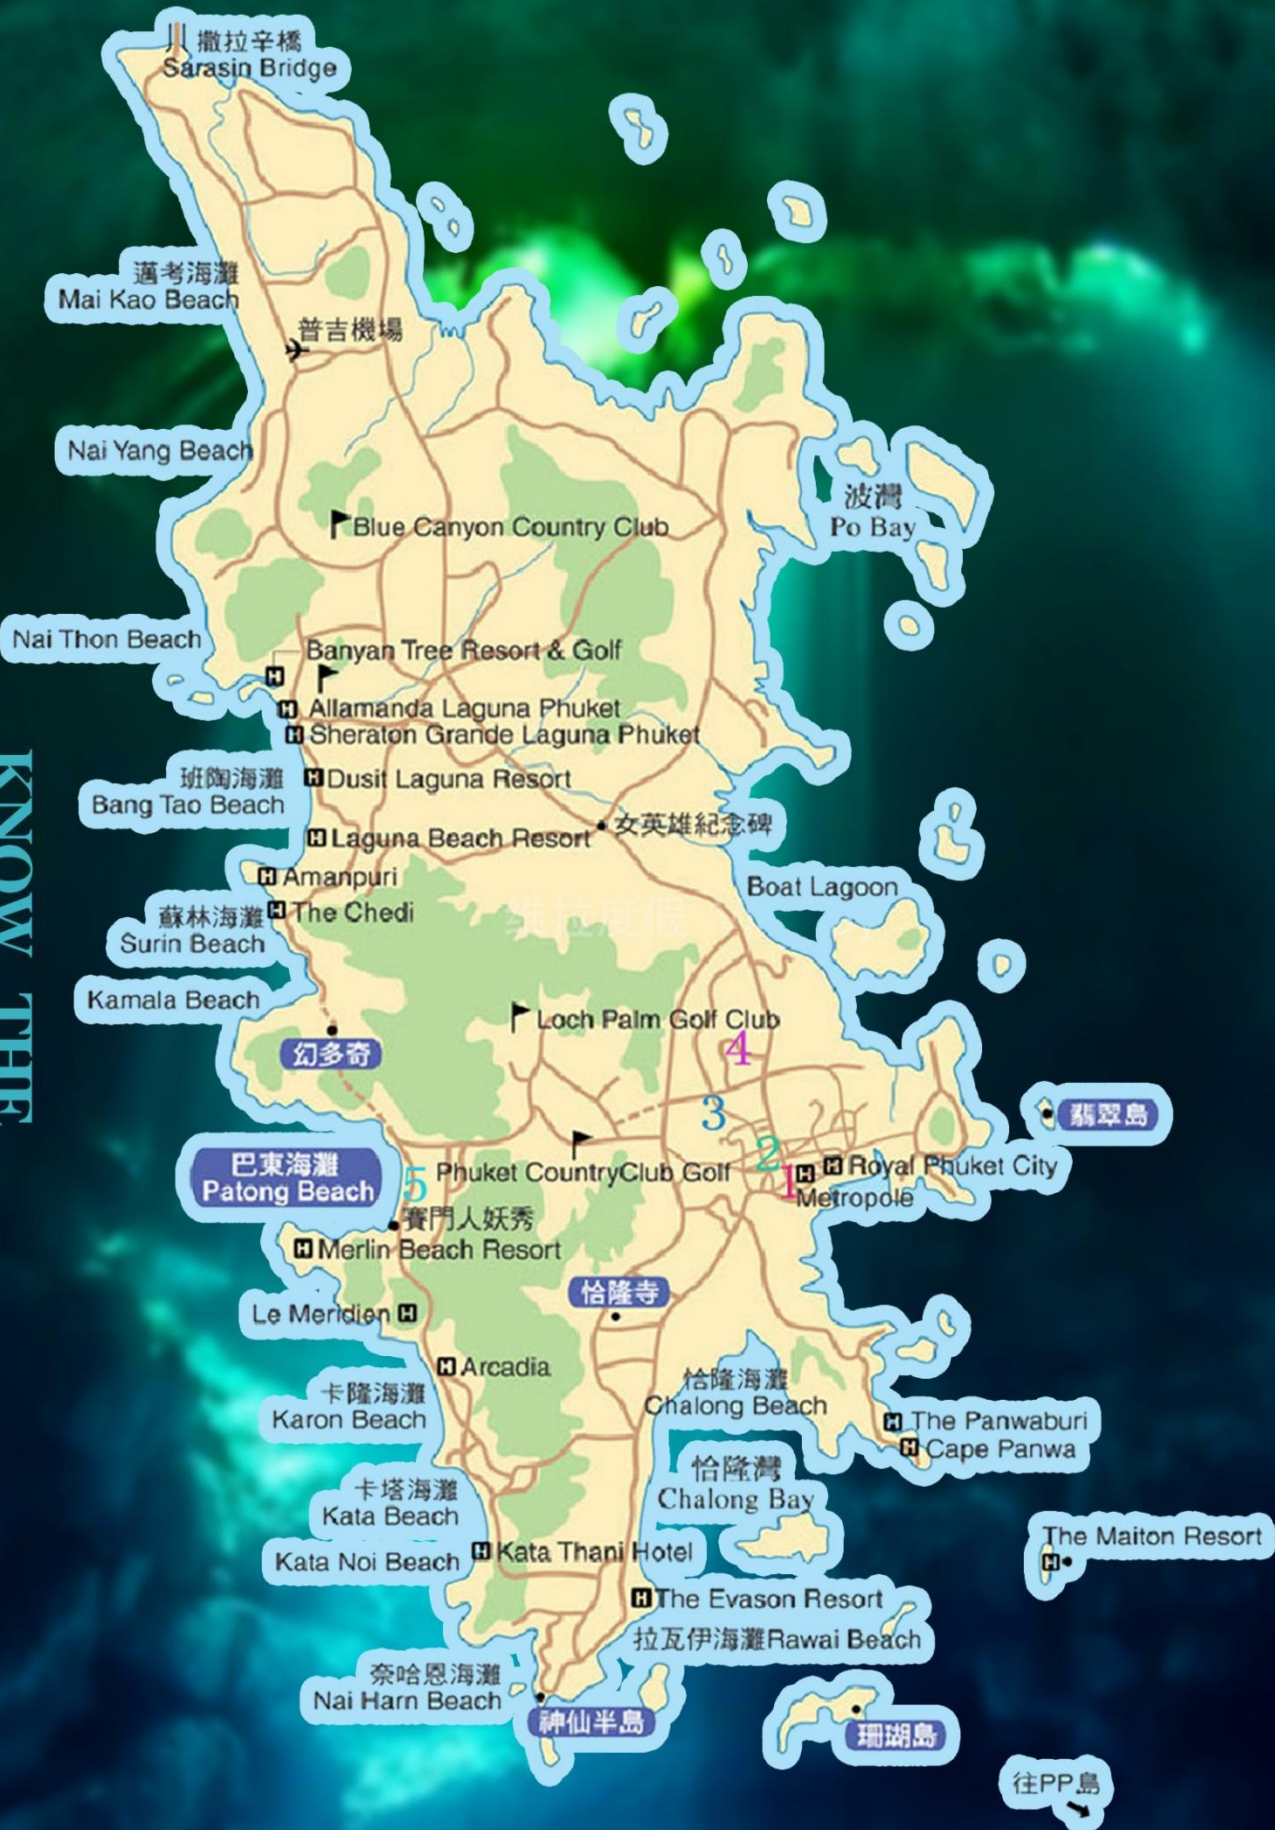 撒拉辛橋
Sarasin Bridge
邁考海灘
Mai Kao Beach
普吉機場
Nai Yang Beach
波灣
Po Bay
Blue Canyon Country Club
Nai Thon Beach
Banyan Tree Resort & Golf
H
H Allamanda Laguna Phuket
H Sheraton Grande Laguna Phuket
班陶海灘
Bang Tao Beach
H Dusit Laguna Resort
女英雄紀念碑
H Laguna Beach Resort
H Amanpuri
Boat Lagoon
蘇林海灘
Surin Beach
H The Chedi
维拉度假
Kamala Beach
Loch Palm Golf Club
幻多奇
4
3
翡翠島
2
1
巴東海灘
Patong Beach
5
Phuket CountryClub Golf
H Royal Phuket City
H
Metropole
賽門人妖秀
H Merlin Beach Resort
恰隆寺
Le Meridien H
H Arcadia
卡隆海灘
Karon Beach
恰隆海灘
Chalong Beach
H The Panwaburi
H Cape Panwa
恰隆灣
Chalong Bay
卡塔海灘
Kata Beach
Kata Noi Beach
H Kata Thani Hotel
The Maiton Resort
H
H The Evason Resort
拉瓦伊海灘Rawai Beach
奈哈恩海灘
Nai Harn Beach
神仙半島
珊瑚島
往PP島
KNOW THE